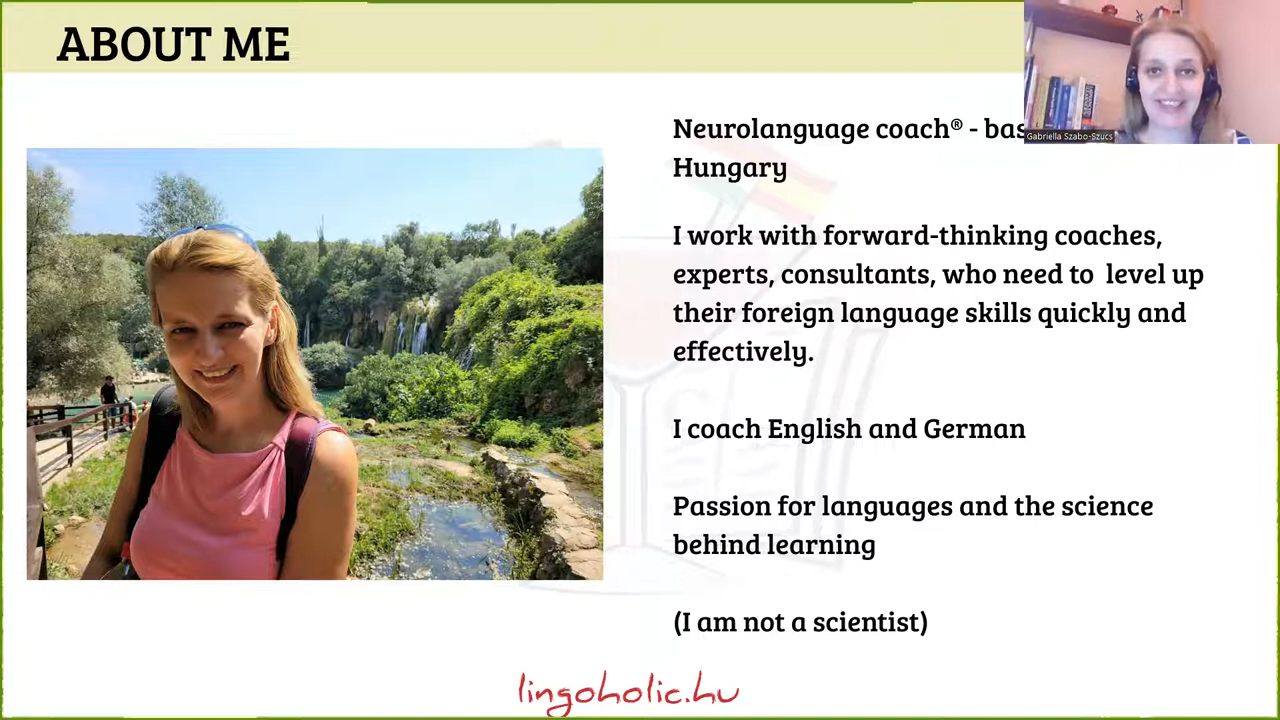 ABOUT ME
Neurolanguage coach® - bas
Hungary
Gabriella Szabo-Szucs
I work with forward-thinking coaches,
experts, consultants, who need to level up
their foreign language skills quickly and
effectively.
I coach English and German
Passion for languages and the science
behind learning
(I am not a scientist)
lingoholic.hu